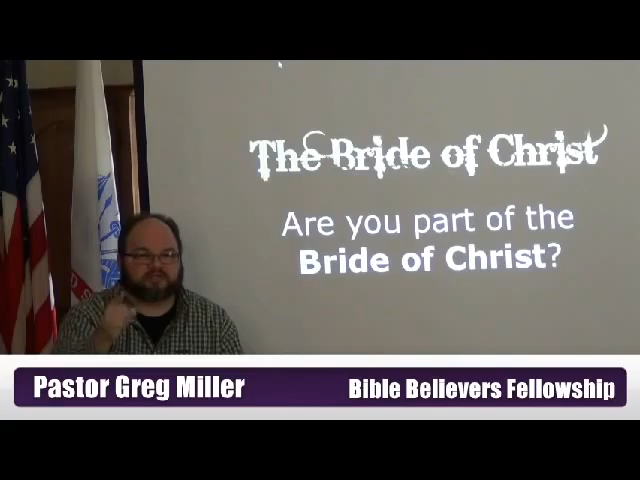 The Bride of Christ
Are you part of the
Bride of Christ?
Pastor Greg Miller
Bible Believers Fellowship